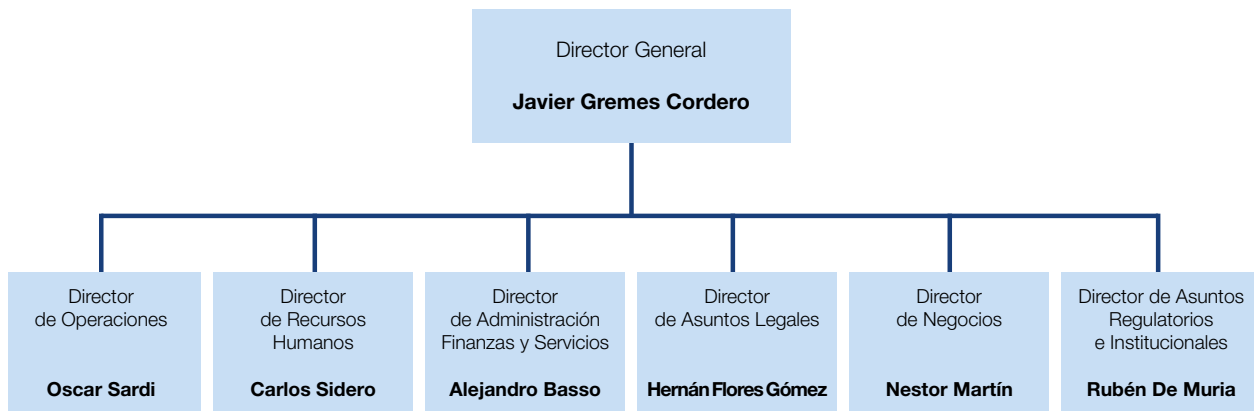 Director General
Javier Gremes Cordero
Director
de Operaciones
Oscar Sardi
Director
de Recursos
Humanos
Carlos Sidero
Director
de Administración
Finanzas y Servicios
Alejandro Basso
Director
de Asuntos Legales
Hernán Flores Gómez
Director
de Negocios
Nestor Martín
Director de Asuntos
Regulatorios
e Institucionales
Rubén De Muria